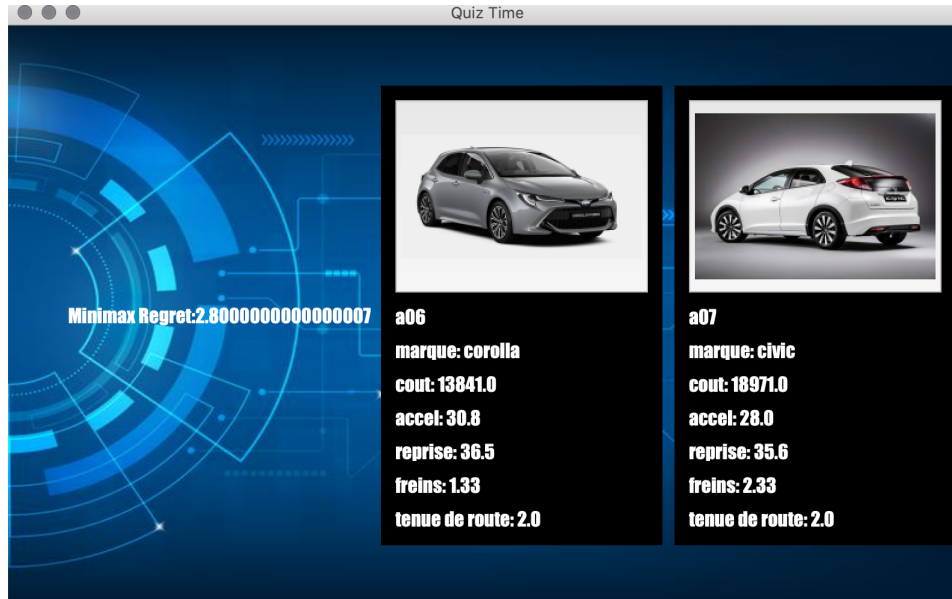 Quiz Time
Minimax Regret:2.8000000000000007
a06
marque: corolla
cout: 13841.0
accel: 30.8
reprise: 36.5
freins: 1.33
tenue de route: 2.0
a07
marque: civic
cout: 18971.0
accel: 28.0
reprise: 35.6
freins: 2.33
tenue de route: 2.0